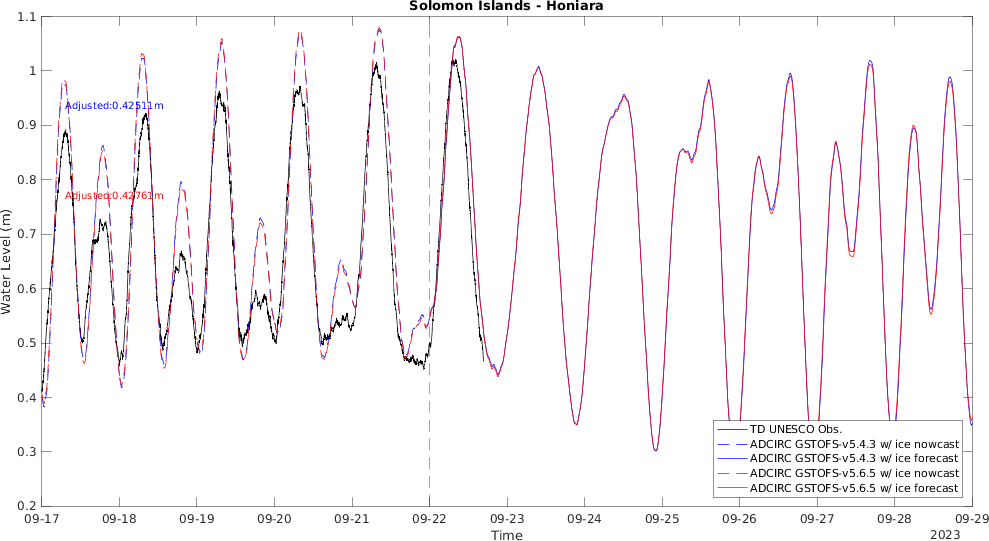 Solomon Islands - Honiara
1.1
1
0.9
0.8
0.7
0.6
0.5
0.4
0.3
0.2
Water Level (m)
Adjusted:0.42511m
Adjusted:0.42761m
TD UNESCO Obs.
ADCIRC GSTOFS-v5.4.3 w/ ice nowcast
ADCIRC GSTOFS-v5.4.3 w/ ice forecast
ADCIRC GSTOFS-v5.6.5 w/ ice nowcast
ADCIRC GSTOFS-v5.6.5 w/ ice forecast
09-17 09-18 09-19 09-20 09-21 09-22 09-23 09-24 09-25 09-26 09-27 09-28 09-29
Time
2023